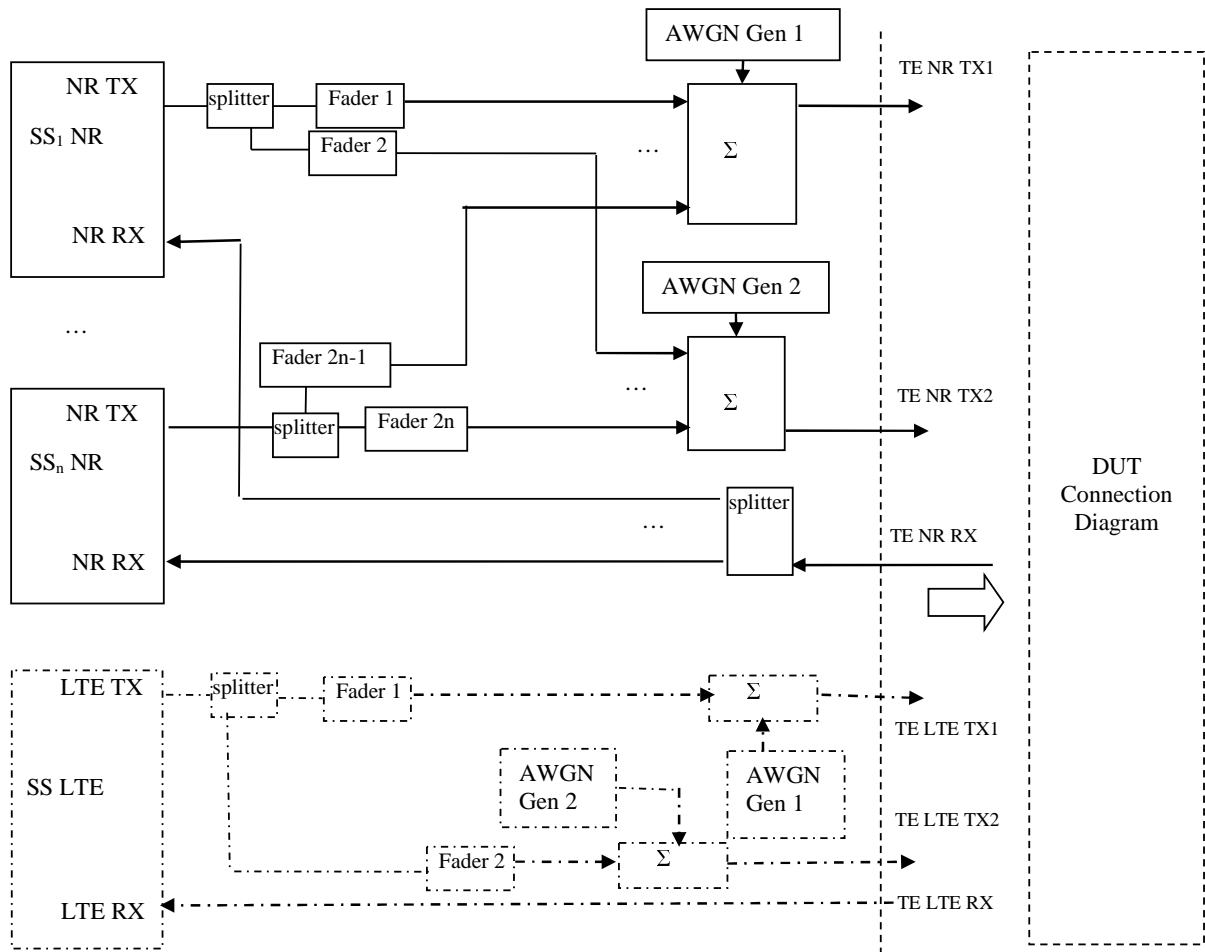 AWGN Gen 1
TE NR TX1
NR TX
splitter
Fader 1
SS₁ NR
Fader 2
…
Σ
NR RX
AWGN Gen 2
…
Fader 2n-1
…
Σ
TE NR TX2
NR TX
splitter
Fader 2n
SSₙ NR
DUT
Connection
Diagram
splitter
…
TE NR RX
NR RX
LTE TX
splitter
Fader 1
Σ
TE LTE TX1
SS LTE
AWGN
Gen 2
AWGN
Gen 1
TE LTE TX2
Fader 2
Σ
LTE RX
TE LTE RX